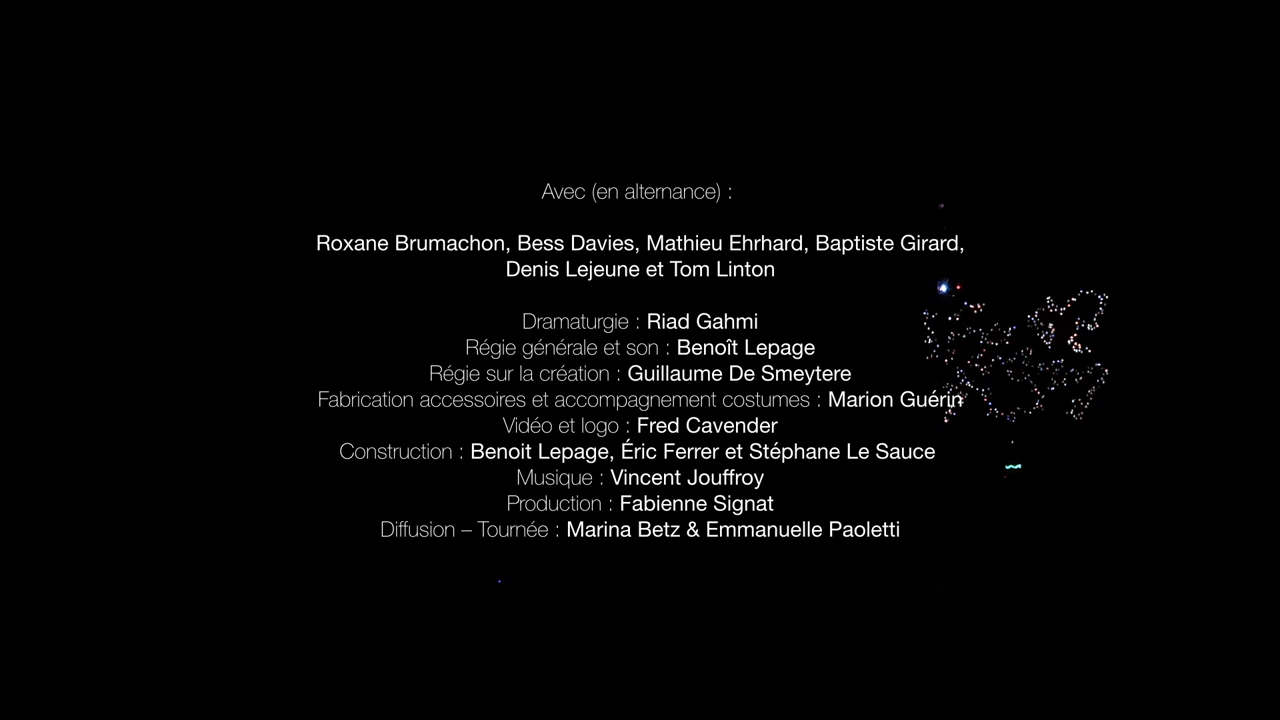 Avec (en alternance) :
Roxane Brumachon, Bess Davies, Mathieu Ehrhard, Baptiste Girard,
Denis Lejeune et Tom Linton
Dramaturgie : Riad Gahmi
Régie générale et son : Benoît Lepage
Régie sur la création : Guillaume De Smeytere
Fabrication accessoires et accompagnement costumes : Marion Guérin
Vidéo et logo : Fred Cavender
Construction : Benoit Lepage, Éric Ferrer et Stéphane Le Sauce
Musique : Vincent Jouffroy
Production : Fabienne Signat
Diffusion – Tournée : Marina Betz & Emmanuelle Paoletti